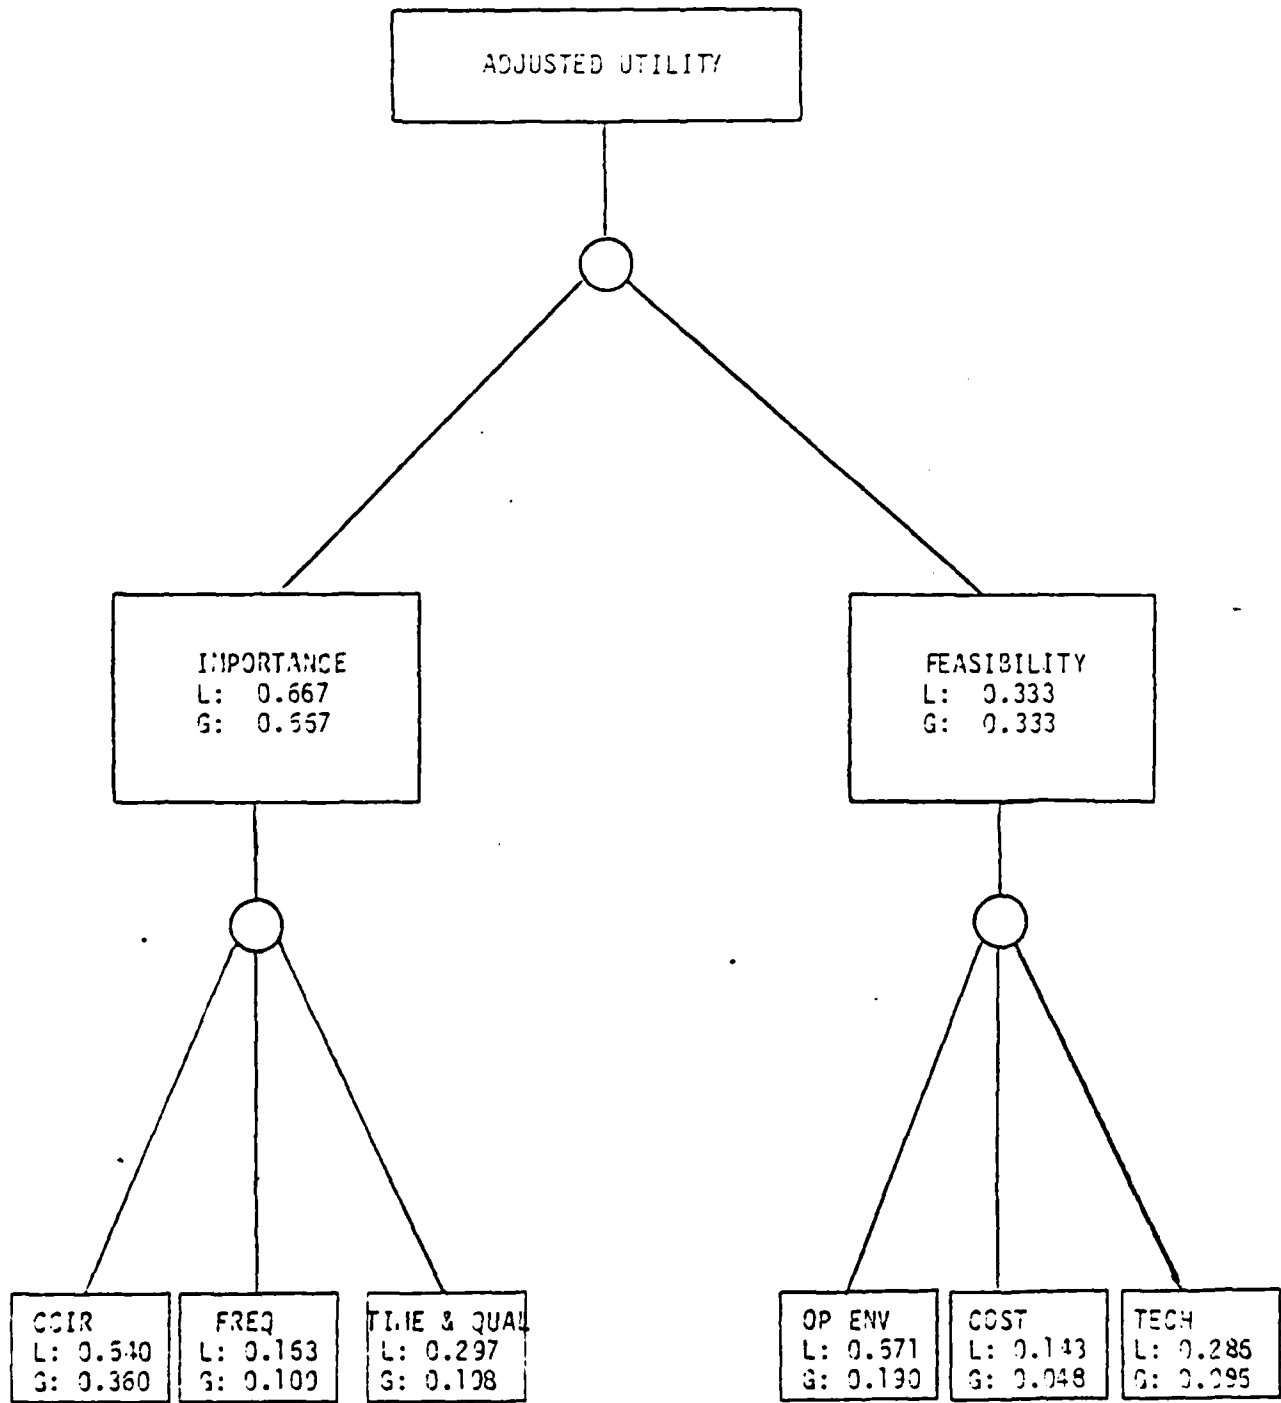 ADJUSTED UTILITY
IMPORTANCE
L: 0.667
G: 0.667
FEASIBILITY
L: 0.333
G: 0.333
CCIR
L: 0.540
G: 0.360
FREQ
L: 0.163
G: 0.109
TIME & QUAL
L: 0.297
G: 0.198
OP ENV
L: 0.571
G: 0.190
COST
L: 0.143
G: 0.048
TECH
L: 0.286
G: 0.095